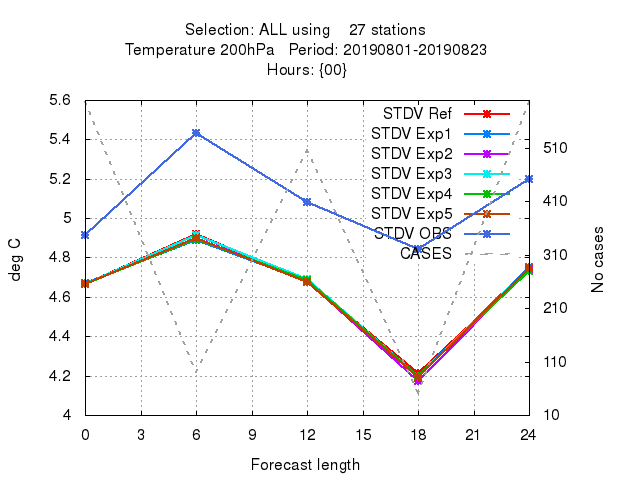 Selection: ALL using    27 stations
Temperature 200hPa   Period: 20190801-20190823
Hours: {00}
5.6
5.4
5.2
5
4.8
4.6
4.4
4.2
4
deg C
STDV Ref
STDV Exp1
STDV Exp2
STDV Exp3
STDV Exp4
STDV Exp5
STDV OBS
CASES
510
410
310
210
110
10
No cases
0 3 6 9 12 15 18 21 24
Forecast length